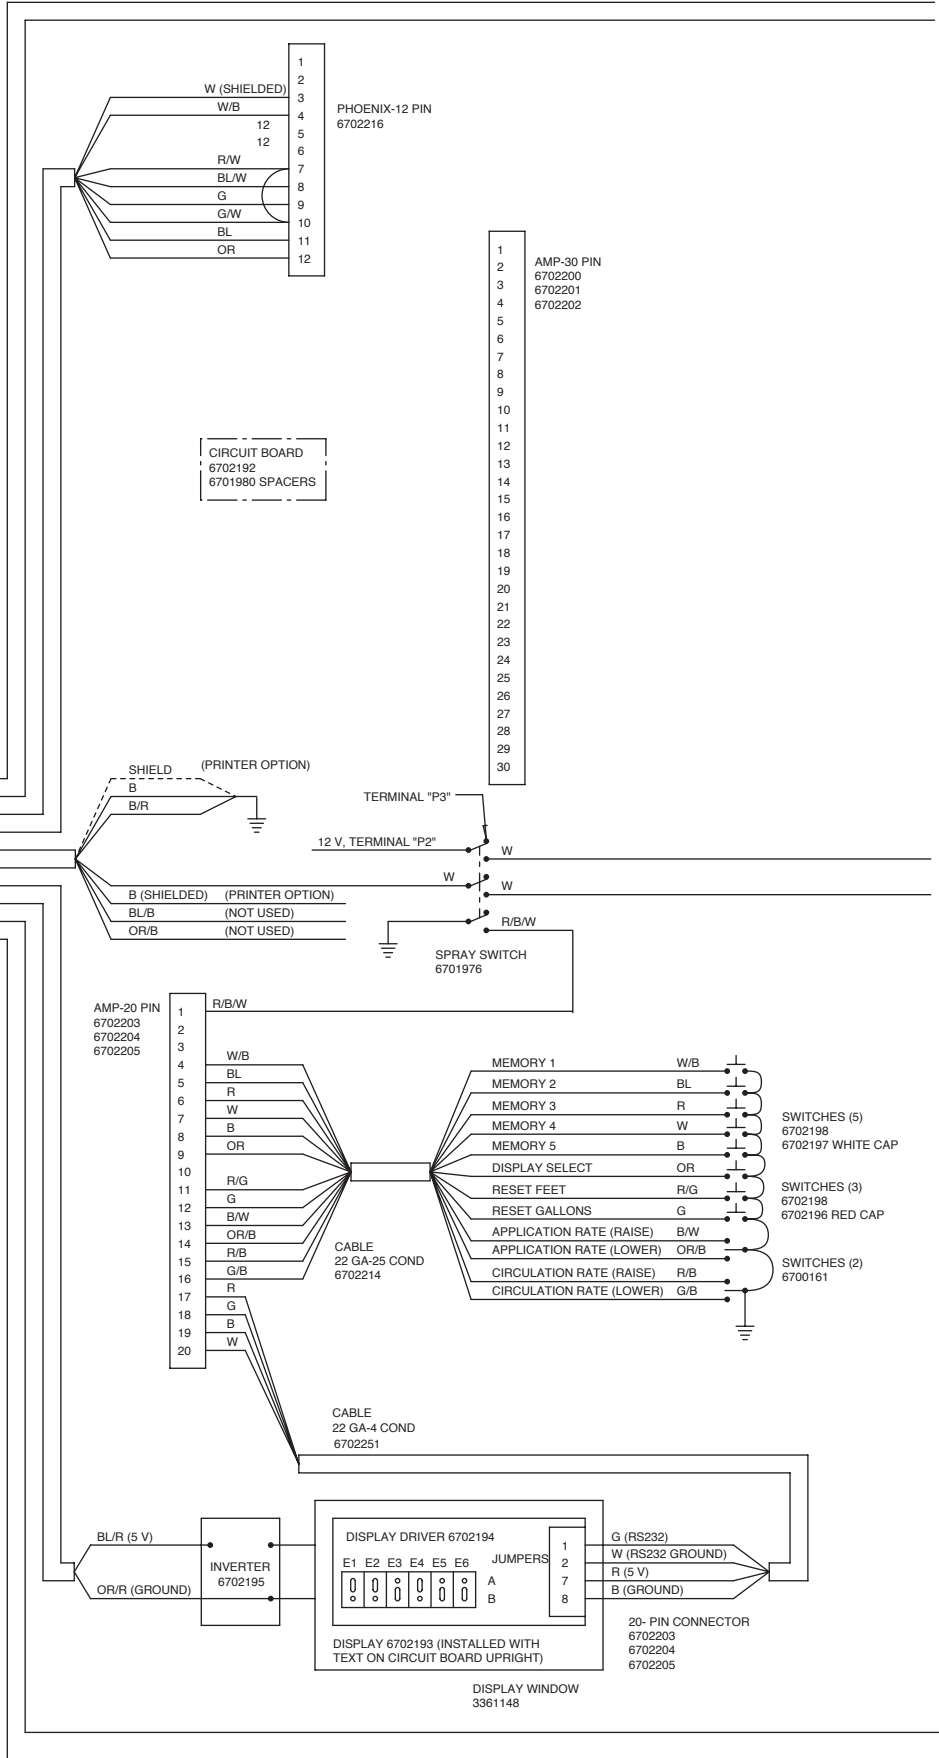 1
2
W (SHIELDED) 3
W/B 4
12 5
12 6
R/W 7
BL/W 8
G 9
G/W 10
BL 11
OR 12
PHOENIX-12 PIN
6702216
1
2
3
4
5
6
7
8
9
10
11
12
13
14
15
16
17
18
19
20
21
22
23
24
25
26
27
28
29
30
AMP-30 PIN
6702200
6702201
6702202
CIRCUIT BOARD
6702192
6701980 SPACERS
SHIELD (PRINTER OPTION)
B
B/R
TERMINAL "P3"
12 V, TERMINAL "P2"
W
W
W
B (SHIELDED) (PRINTER OPTION)
BL/B (NOT USED)
OR/B (NOT USED)
R/B/W
SPRAY SWITCH
6701976
AMP-20 PIN
6702203
6702204
6702205
1 R/B/W
2
3
4 W/B
5 BL
6 R
7 W
8 B
9 OR
10
11 R/G
12 G
13 B/W
14 OR/B
15 R/B
16 G/B
17 R
18 G
19 B
20 W
CABLE
22 GA-25 COND
6702214
MEMORY 1 W/B
MEMORY 2 BL
MEMORY 3 R
MEMORY 4 W
MEMORY 5 B
DISPLAY SELECT OR
RESET FEET R/G
RESET GALLONS G
APPLICATION RATE (RAISE) B/W
APPLICATION RATE (LOWER) OR/B
CIRCULATION RATE (RAISE) R/B
CIRCULATION RATE (LOWER) G/B
SWITCHES (5)
6702198
6702197 WHITE CAP
SWITCHES (3)
6702198
6702196 RED CAP
SWITCHES (2)
6700161
CABLE
22 GA-4 COND
6702251
BL/R (5 V)
OR/R (GROUND)
INVERTER
6702195
DISPLAY DRIVER 6702194
E1 E2 E3 E4 E5 E6
JUMPERS
A
B
1 G (RS232)
2 W (RS232 GROUND)
7 R (5 V)
8 B (GROUND)
DISPLAY 6702193 (INSTALLED WITH
TEXT ON CIRCUIT BOARD UPRIGHT)
20- PIN CONNECTOR
6702203
6702204
6702205
DISPLAY WINDOW
3361148